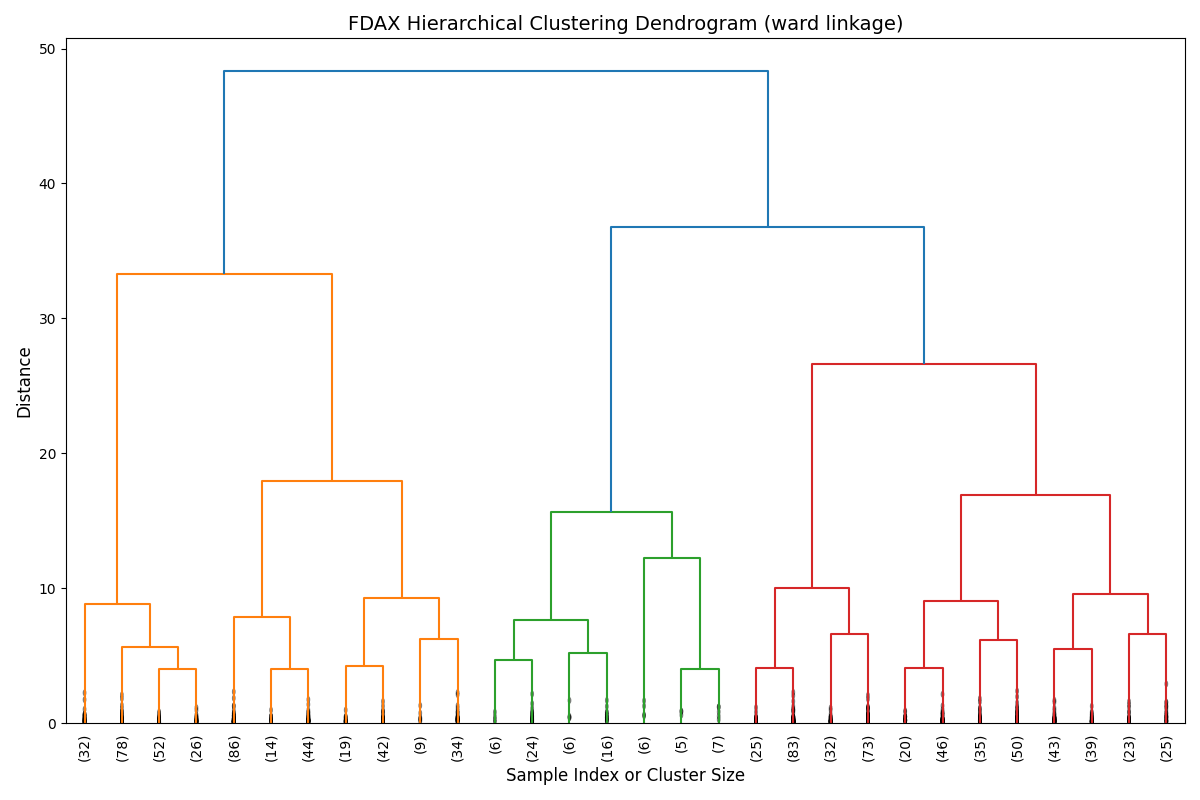 FDAX Hierarchical Clustering Dendrogram (ward linkage)
50
40
30
20
10
0
Distance
(32) (78) (52) (26) (86) (14) (44) (19) (42) (9) (34) (6) (24) (6) (16) (6) (5) (7) (25) (83) (32) (73) (20) (46) (35) (50) (43) (39) (23) (25)
Sample Index or Cluster Size